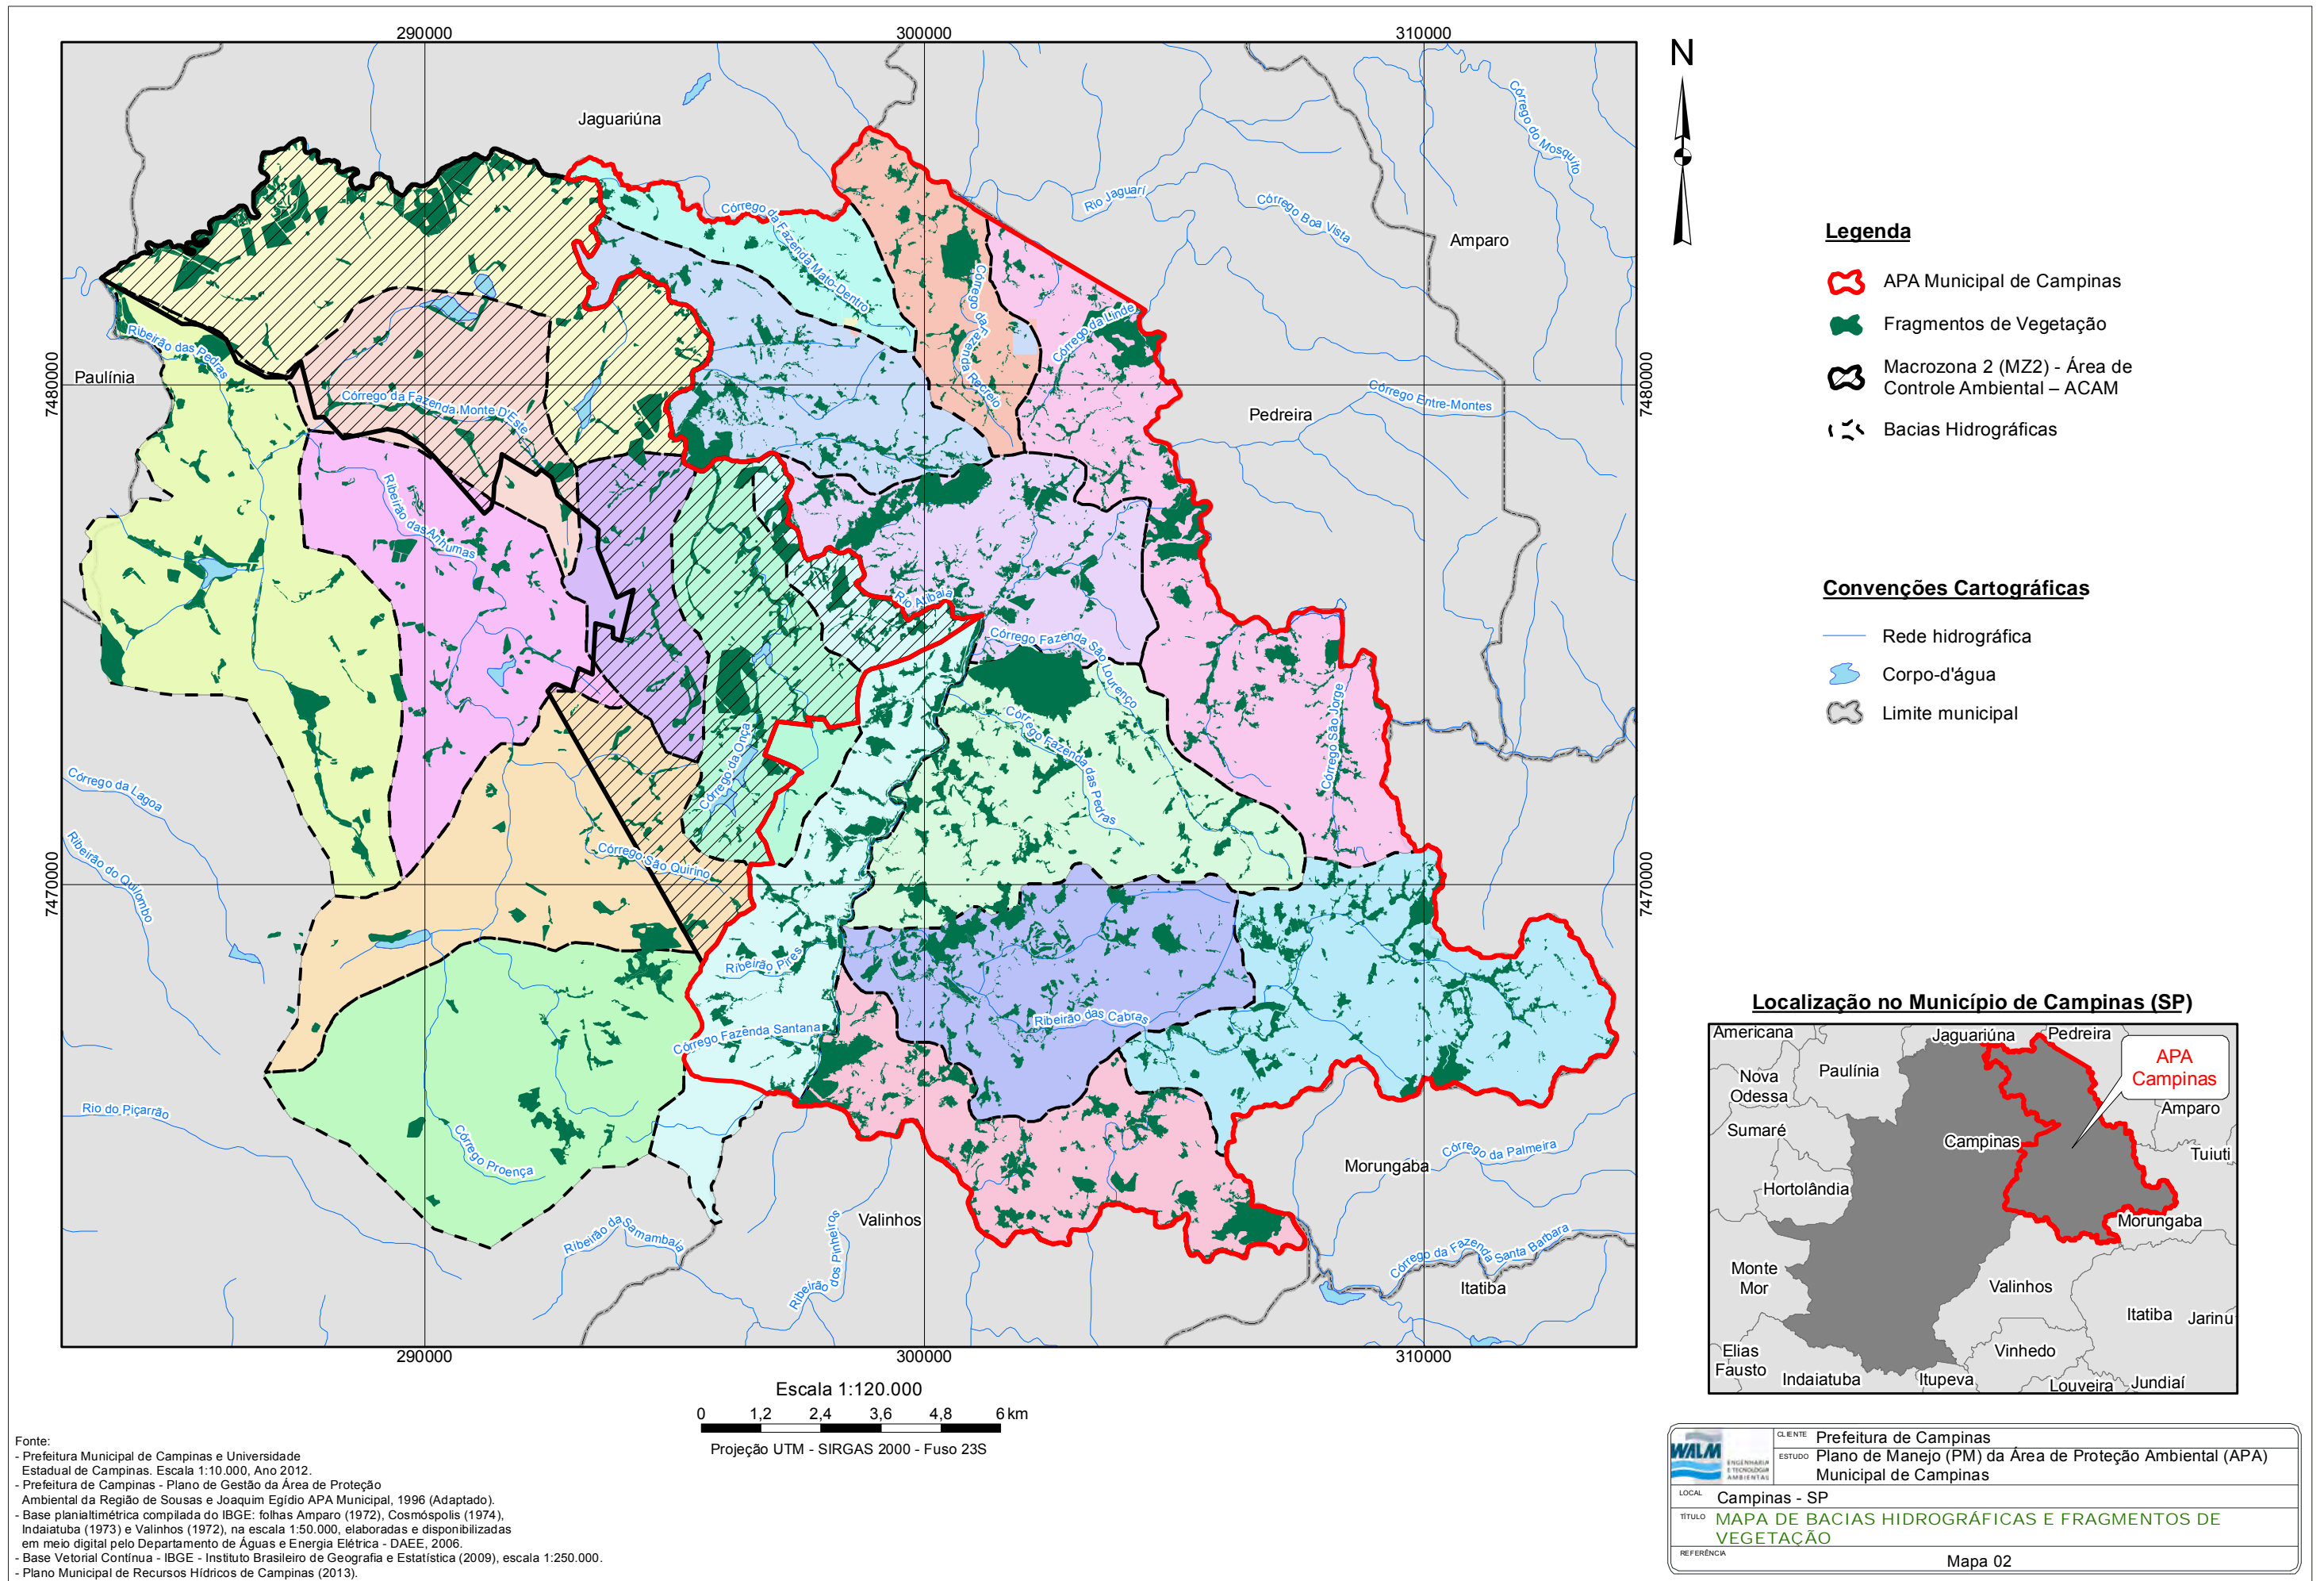 290000
300000
310000
Jaguariúna
Córrego do Mosquito
Rio Jaguarí
Córrego Boa Vista
Amparo
Córrego da Fazenda Mato-Dentro
Córrego da Fazenda Recreio
Córrego da Linde
Ribeirão das Pedras
Paulínia
7480000
7480000
Córrego da Fazenda Monte D'Este
Córrego Entre-Montes
Pedreira
Ribeirão das Anhumas
Rio Atibaia
Córrego Fazenda São Lourenço
Córrego Fazenda das Pedras
Córrego São Jorge
Córrego da Onça
Córrego da Lagoa
Ribeirão do Quilombo
Córrego São Quirino
7470000
7470000
Ribeirão Pires
Ribeirão das Cabras
Córrego Fazenda Santana
Rio do Piçarrão
Córrego Proença
Morungaba
Córrego da Palmeira
Valinhos
Ribeirão da Samambaia
Ribeirão dos Pinheiros
Córrego da Fazenda Santa Barbara
Itatiba
290000
300000
310000
N
Legenda
APA Municipal de Campinas
Fragmentos de Vegetação
Macrozona 2 (MZ2) - Área de
Controle Ambiental – ACAM
Bacias Hidrográficas
Convenções Cartográficas
Rede hidrográfica
Corpo-d'água
Limite municipal
Localização no Município de Campinas (SP)
Americana
Jaguariúna
Pedreira
Paulínia
APA
Campinas
Nova
Odessa
Amparo
Sumaré
Campinas
Tuiuti
Hortolândia
Morungaba
Monte
Mor
Valinhos
Itatiba
Jarinu
Elias
Fausto
Vinhedo
Indaiatuba
Itupeva
Louveira
Jundiaí
Escala 1:120.000
0 1,2 2,4 3,6 4,8 6 km
Projeção UTM - SIRGAS 2000 - Fuso 23S
Fonte:
- Prefeitura Municipal de Campinas e Universidade
Estadual de Campinas. Escala 1:10.000, Ano 2012.
- Prefeitura de Campinas - Plano de Gestão da Área de Proteção
Ambiental da Região de Sousas e Joaquim Egídio APA Municipal, 1996 (Adaptado).
- Base planialtimétrica compilada do IBGE: folhas Amparo (1972), Cosmóspolis (1974),
Indaiatuba (1973) e Valinhos (1972), na escala 1:50.000, elaboradas e disponibilizadas
em meio digital pelo Departamento de Águas e Energia Elétrica - DAEE, 2006.
- Base Vetorial Contínua - IBGE - Instituto Brasileiro de Geografia e Estatística (2009), escala 1:250.000.
- Plano Municipal de Recursos Hídricos de Campinas (2013).
WALM
ENGENHARIA
E TECNOLOGIA
AMBIENTAL
CLIENTE Prefeitura de Campinas
ESTUDO Plano de Manejo (PM) da Área de Proteção Ambiental (APA)
Municipal de Campinas
LOCAL Campinas - SP
TÍTULO MAPA DE BACIAS HIDROGRÁFICAS E FRAGMENTOS DE
VEGETAÇÃO
REFERÊNCIA
Mapa 02